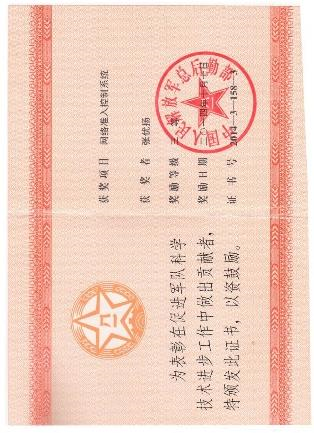 为表彰在促进军队科学
技术进步工作中做出贡献者，
特颁发此证书，以资鼓励。
获奖项目 网络准入控制系统
获奖者 张优扬
奖励等级
奖励日期 二〇一四年十月
证书号 2014-3-158-
中国人民解放军总后勤部